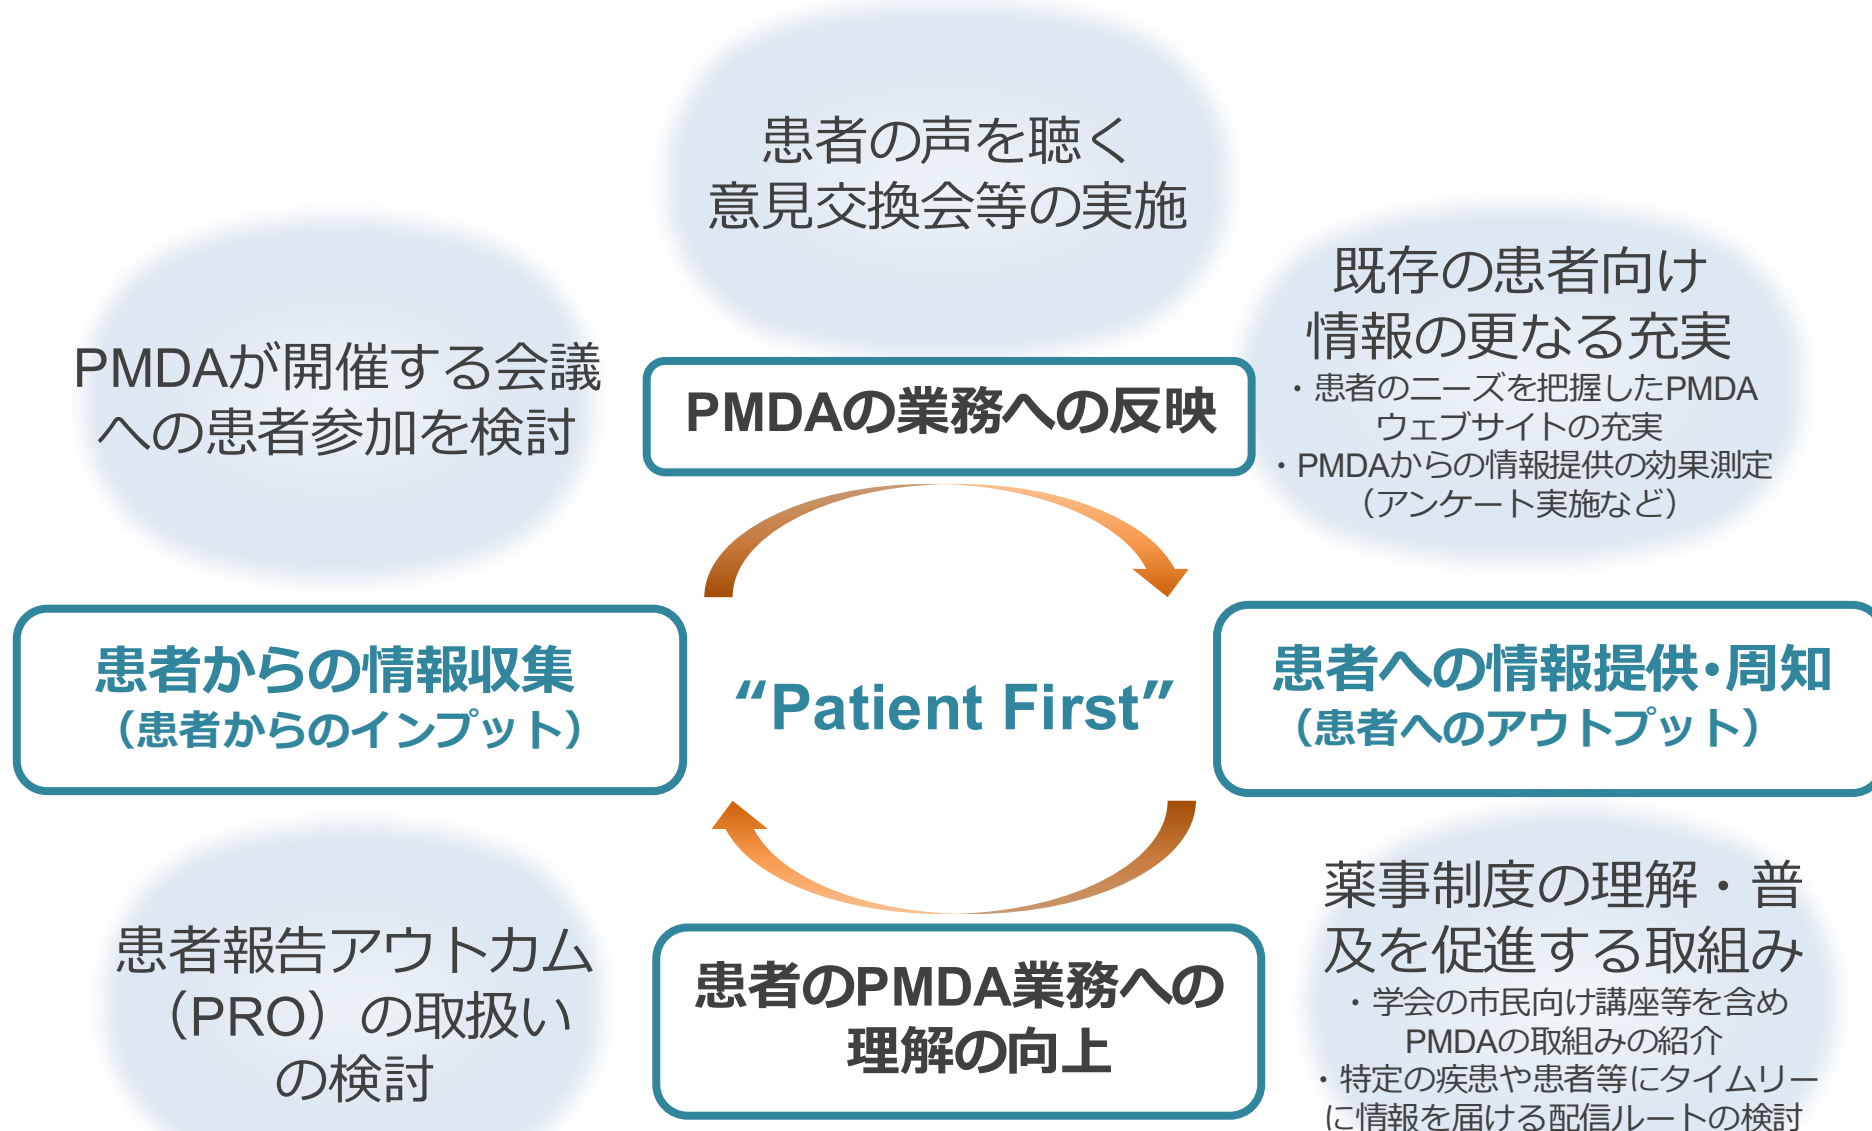 患者の声を聴く
意見交換会等の実施
PMDAが開催する会議
への患者参加を検討
既存の患者向け
情報の更なる充実
・患者のニーズを把握したPMDA
ウェブサイトの充実
・PMDAからの情報提供の効果測定
（アンケート実施など）
PMDAの業務への反映
患者からの情報収集
（患者からのインプット）
“Patient First”
患者への情報提供・周知
（患者へのアウトプット）
患者報告アウトカム
（PRO）の取扱い
の検討
患者のPMDA業務への
理解の向上
薬事制度の理解・普
及を促進する取組み
・学会の市民向け講座等を含め
PMDAの取組みの紹介
・特定の疾患や患者等にタイムリー
に情報を届ける配信ルートの検討